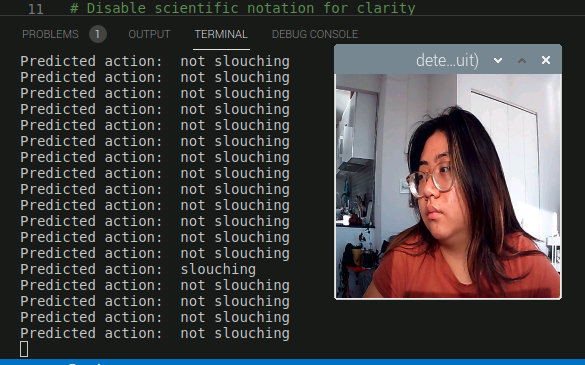 11 # Disable scientific notation for clarity
PROBLEMS 1 OUTPUT TERMINAL DEBUG CONSOLE
dete...uit)
Predicted action:  not slouching
Predicted action:  not slouching
Predicted action:  not slouching
Predicted action:  not slouching
Predicted action:  not slouching
Predicted action:  not slouching
Predicted action:  not slouching
Predicted action:  not slouching
Predicted action:  not slouching
Predicted action:  not slouching
Predicted action:  not slouching
Predicted action:  not slouching
Predicted action:  not slouching
Predicted action:  slouching
Predicted action:  not slouching
Predicted action:  not slouching
Predicted action:  not slouching
Predicted action:  not slouching